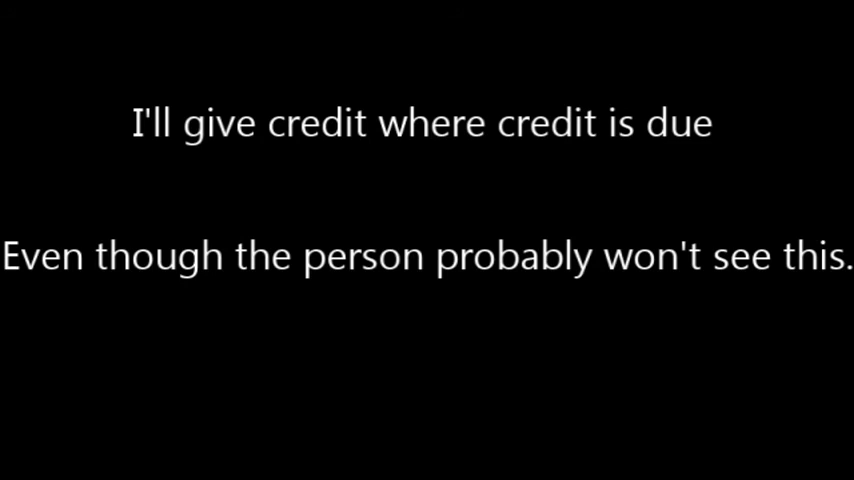 I'll give credit where credit is due
Even though the person probably won't see this.